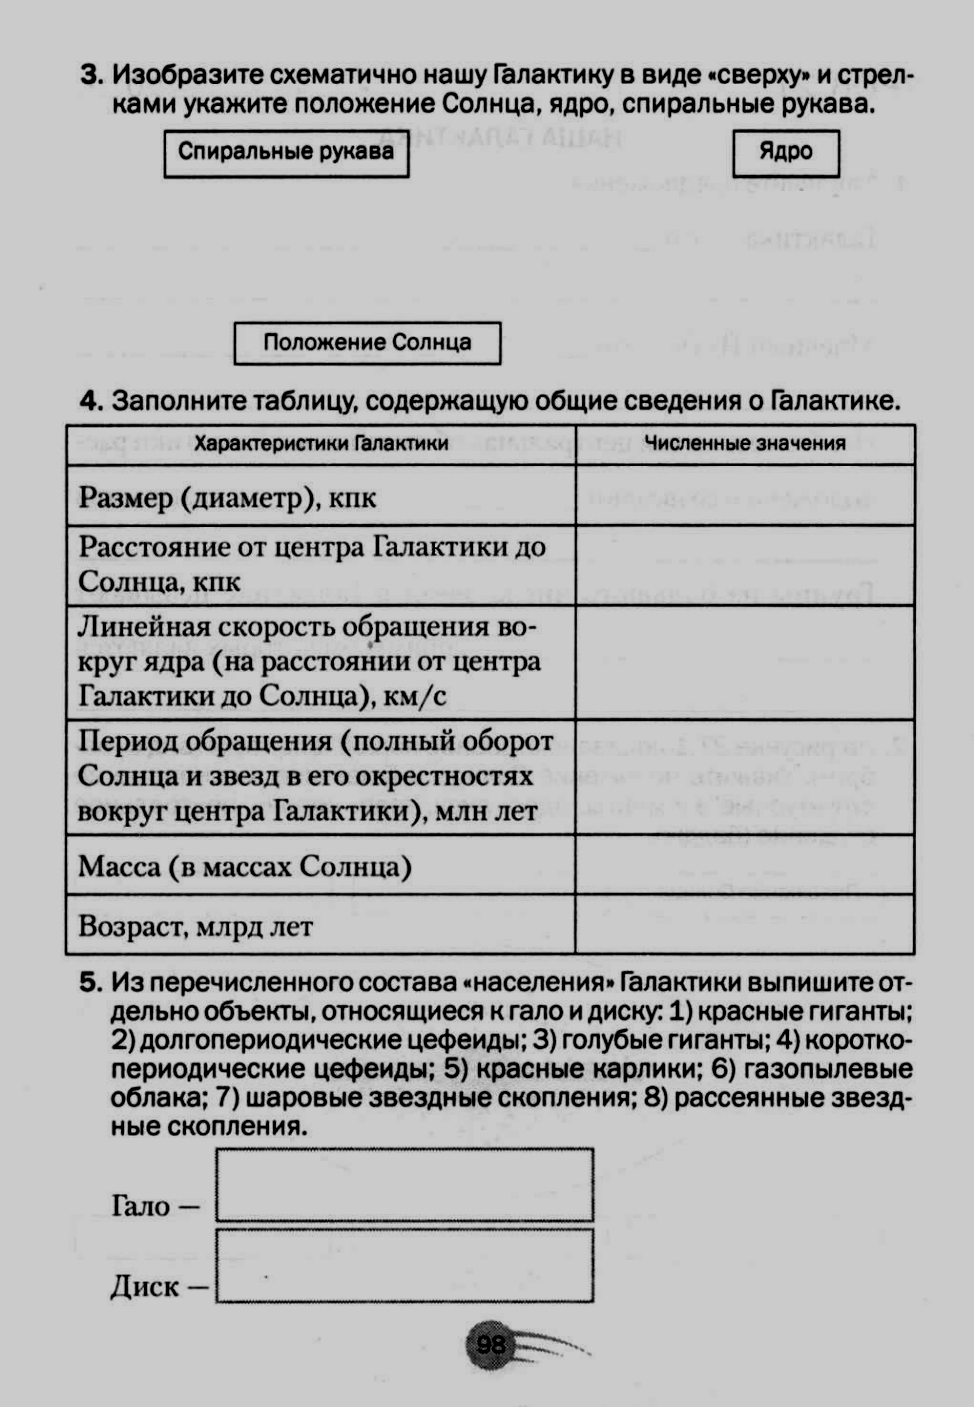 3. Изобразите схематично нашу Галактику в виде «сверху» и стрел-
ками укажите положение Солнца, ядро, спиральные рукава.
Спиральные рукава
Ядро
Положение Солнца
4. Заполните таблицу, содержащую общие сведения о Галактике.
Характеристики Галактики
Численные значения
Размер (диаметр), кпк
Расстояние от центра Галактики до
Солнца, кпк
Линейная скорость обращения во-
круг ядра (на расстоянии от центра
Галактики до Солнца), км/с
Период обращения (полный оборот
Солнца и звезд в его окрестностях
вокруг центра Галактики), млн лет
Масса (в массах Солнца)
Возраст, млрд лет
5. Из перечисленного состава «населения» Галактики выпишите от-
дельно объекты, относящиеся к гало и диску: 1) красные гиганты;
2) долгопериодические цефеиды; 3) голубые гиганты; 4) коротко-
периодические цефеиды; 5) красные карлики; 6) газопылевые
облака; 7) шаровые звездные скопления; 8) рассеянные звезд-
ные скопления.
Гало —
Диск —
98